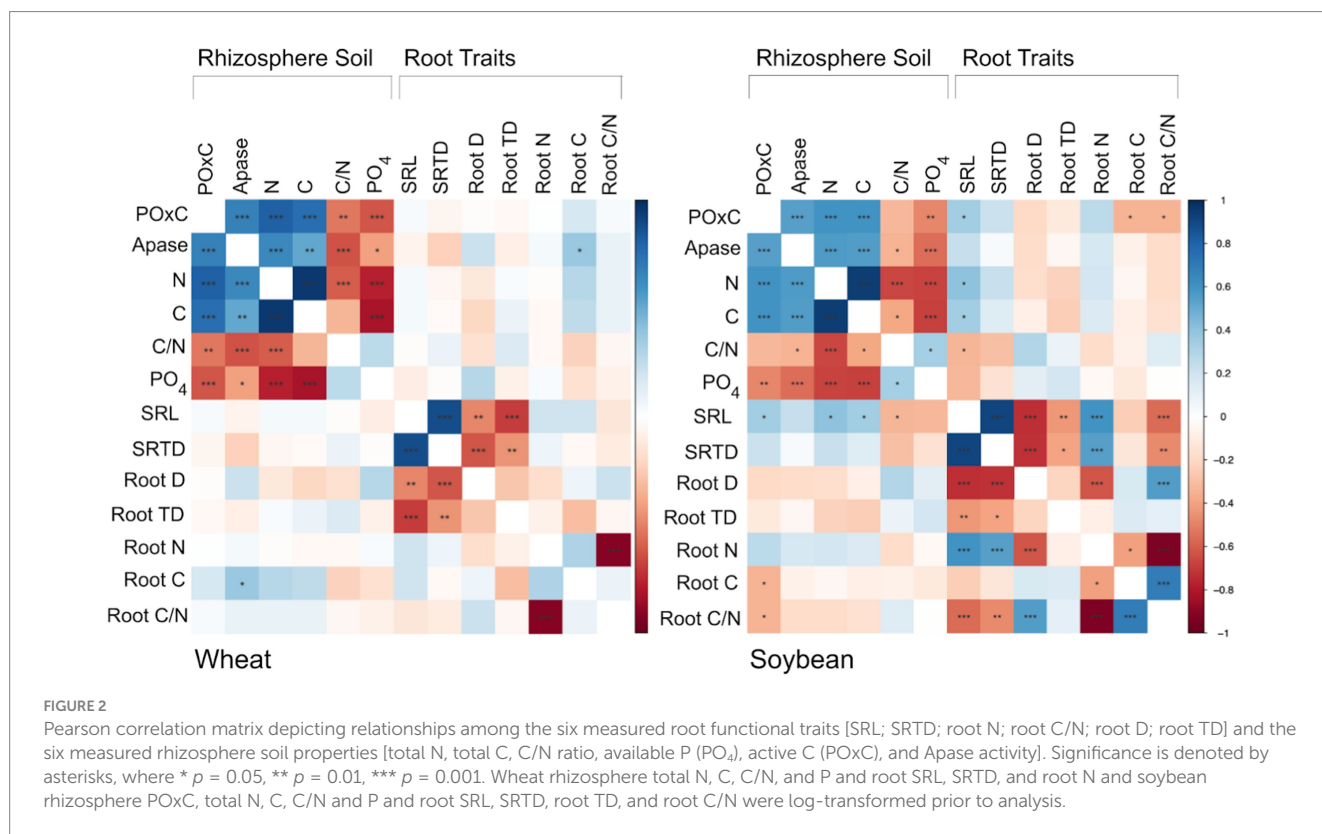 Rhizosphere Soil Root Traits Rhizosphere Soil Root Traits
POxC Apase N C C/N PO4 SRL SRTD Root D Root TD Root N Root C Root C/N POxC Apase N C C/N PO4 SRL SRTD Root D Root TD Root N Root C Root C/N
POxC *** *** *** ** *** POxC *** *** *** ** * * * 1
Apase *** *** ** *** * * Apase *** *** *** * *** 0.8
N *** *** *** *** *** N *** *** *** *** *** * 0.6
C *** ** *** *** C *** *** *** * *** * 0.4
C/N ** *** *** C/N * *** * * * 0.2
PO4 *** * *** *** PO4 ** *** *** *** * 0
SRL *** ** *** SRL * * * * *** *** ** *** ***
SRTD *** *** ** SRTD *** *** * *** ** −0.2
Root D ** *** Root D *** *** *** *** −0.4
Root TD *** ** Root TD ** *
Root N *** Root N *** *** *** * *** −0.6
Root C * Root C * * *** −0.8
Root C/N *** Root C/N * *** ** *** *** *** −1
Wheat Soybean
FIGURE 2
Pearson correlation matrix depicting relationships among the six measured root functional traits [SRL; SRTD; root N; root C/N; root D; root TD] and the
six measured rhizosphere soil properties [total N, total C, C/N ratio, available P (PO₄), active C (POxC), and Apase activity]. Significance is denoted by
asterisks, where * p = 0.05, ** p = 0.01, *** p = 0.001. Wheat rhizosphere total N, C, C/N, and P and root SRL, SRTD, and root N and soybean
rhizosphere POxC, total N, C, C/N and P and root SRL, SRTD, root TD, and root C/N were log-transformed prior to analysis.